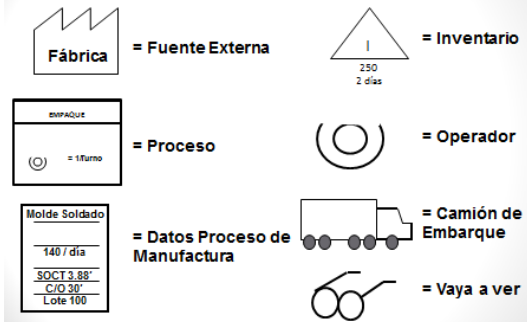 Fábrica
= Fuente Externa
I
250
2 días
= Inventario
EMPAQUE
= 1/Turno
= Proceso
= Operador
Molde Soldado
140 / día
SOCT 3.88'
C/O 30'
Lote 100
= Datos Proceso de
Manufactura
= Camión de
Embarque
= Vaya a ver